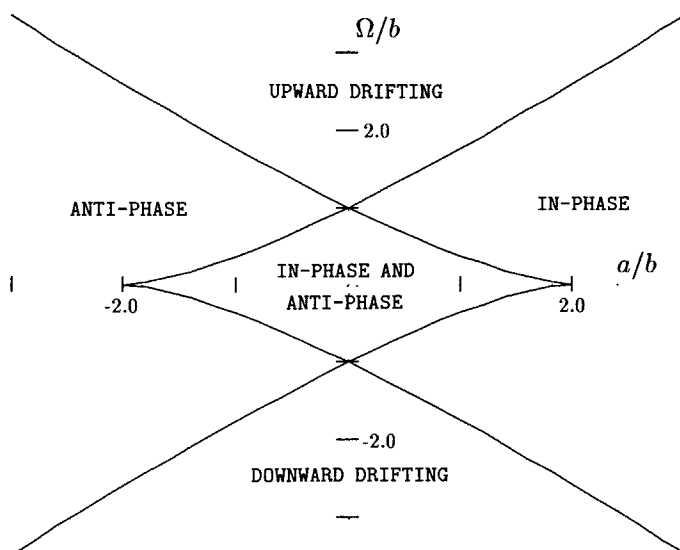 Ω/b
UPWARD DRIFTING
2.0
ANTI-PHASE
IN-PHASE
IN-PHASE AND
ANTI-PHASE
a/b
-2.0
2.0
-2.0
DOWNWARD DRIFTING